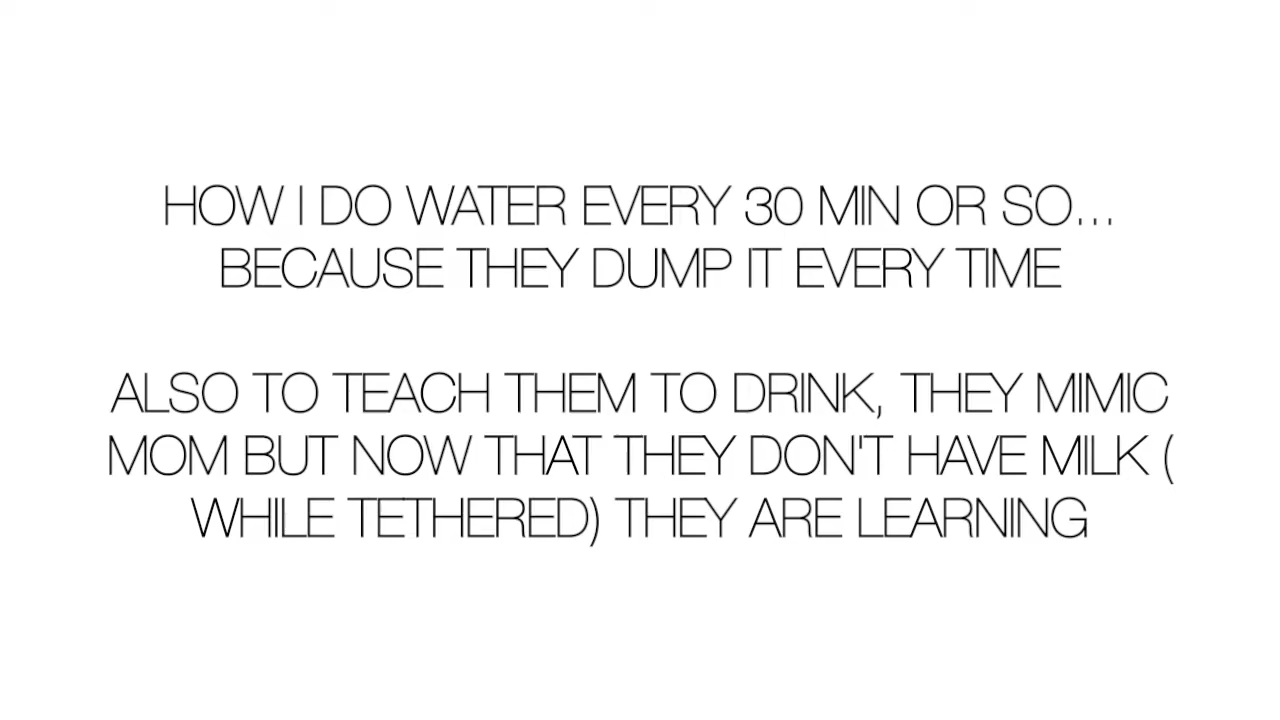 HOW I DO WATER EVERY 30 MIN OR SO...
BECAUSE THEY DUMP IT EVERY TIME
ALSO TO TEACH THEM TO DRINK, THEY MIMIC
MOM BUT NOW THAT THEY DON'T HAVE MILK (
WHILE TETHERED) THEY ARE LEARNING